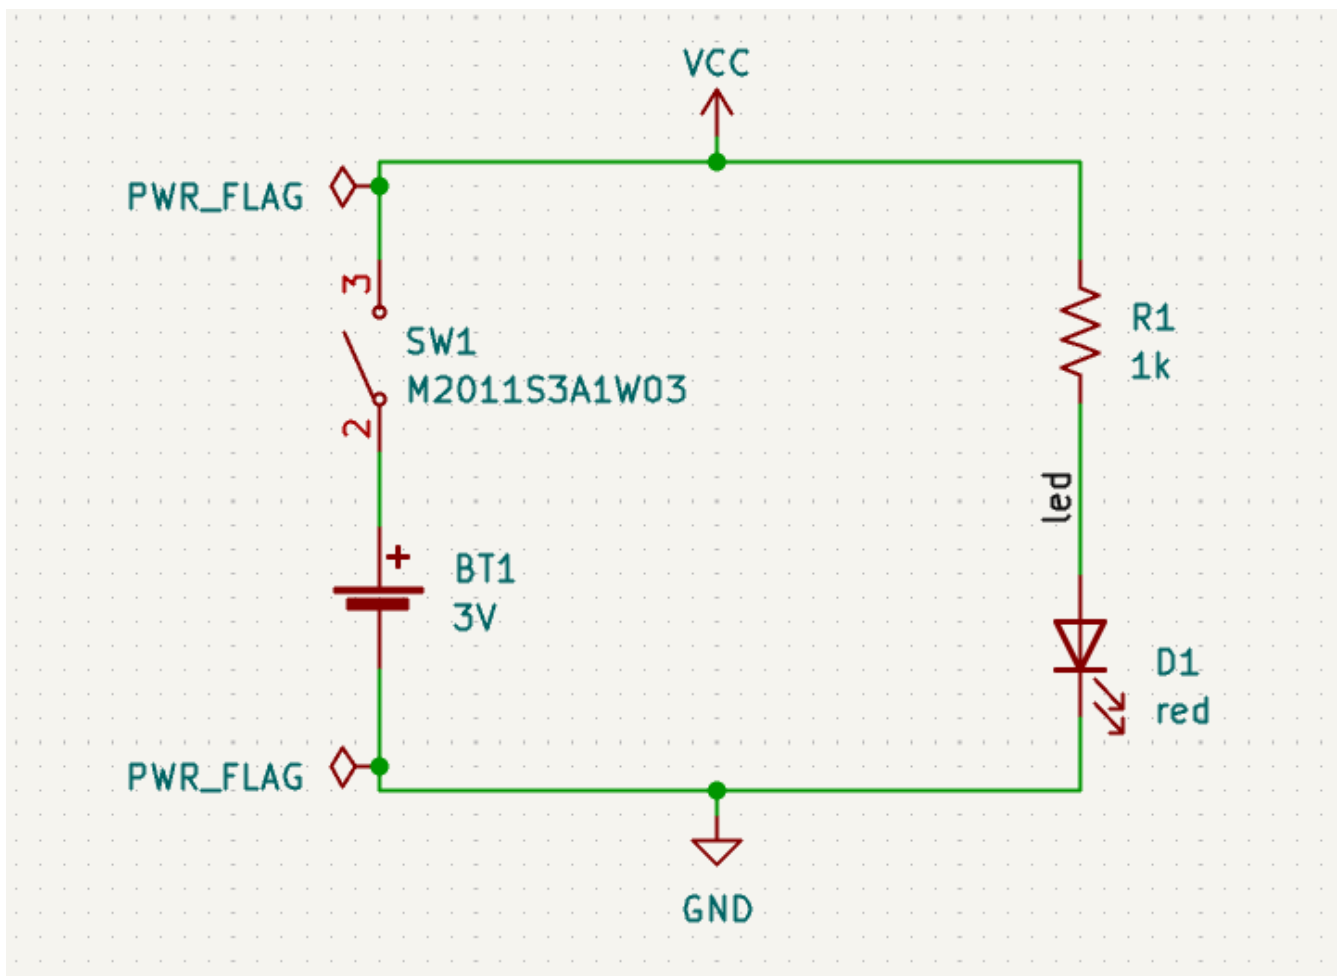 VCC
PWR_FLAG
3
SW1
M2011S3A1W03
2
R1
1k
led
+
BT1
3V
D1
red
PWR_FLAG
GND